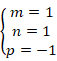 m = 1
n = 1
p = −1